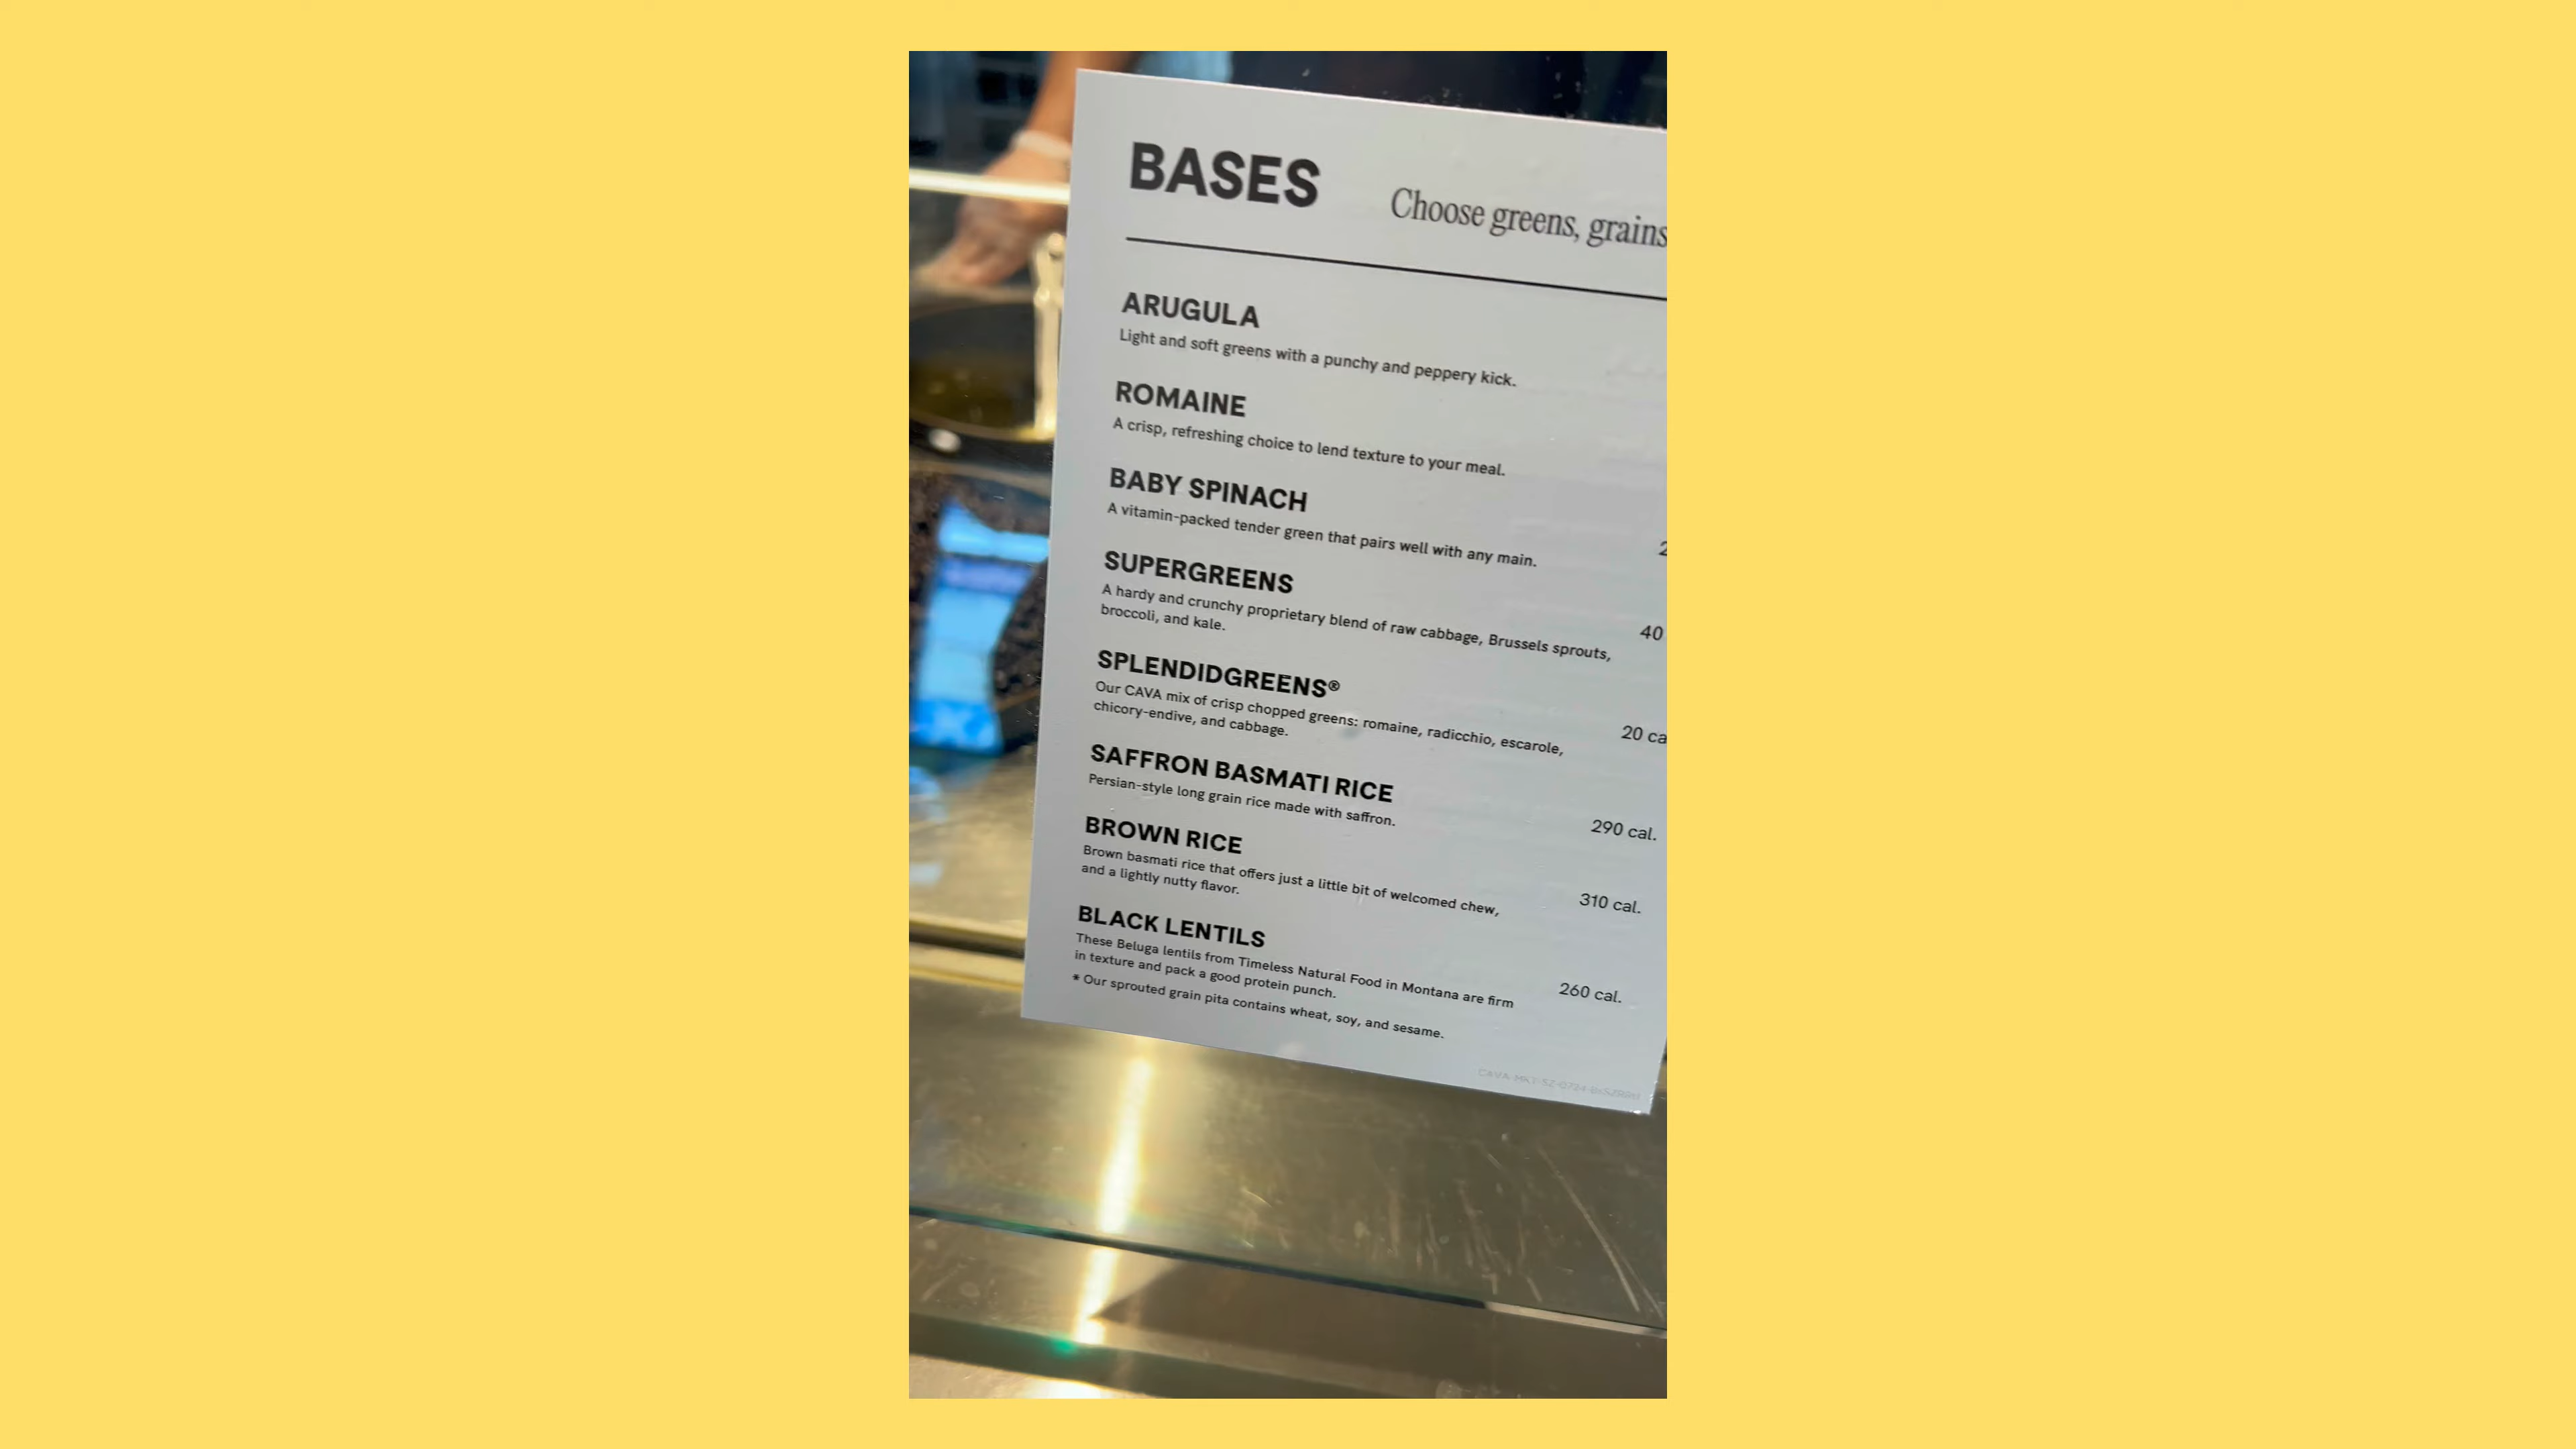 BASES
Choose greens, grains
ARUGULA
Light and soft greens with a punchy and peppery kick.
ROMAINE
A crisp, refreshing choice to lend texture to your meal.
BABY SPINACH
A vitamin-packed tender green that pairs well with any main.
SUPERGREENS
40
A hardy and crunchy proprietary blend of raw cabbage, Brussels sprouts,
broccoli, and kale.
SPLENDIDGREENS®
20 ca
Our CAVA mix of crisp chopped greens: romaine, radicchio, escarole,
chicory-endive, and cabbage.
SAFFRON BASMATI RICE
290 cal.
Persian-style long grain rice made with saffron.
BROWN RICE
310 cal.
Brown basmati rice that offers just a little bit of welcomed chew,
and a lightly nutty flavor.
BLACK LENTILS
260 cal.
These Beluga lentils from Timeless Natural Food in Montana are firm
in texture and pack a good protein punch.
* Our sprouted grain pita contains wheat, soy, and sesame.